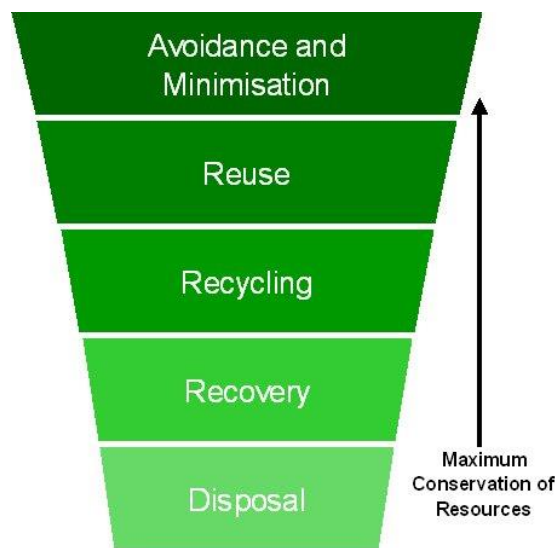 Avoidance and
Minimisation
Reuse
Recycling
Recovery
Disposal
Maximum
Conservation of
Resources